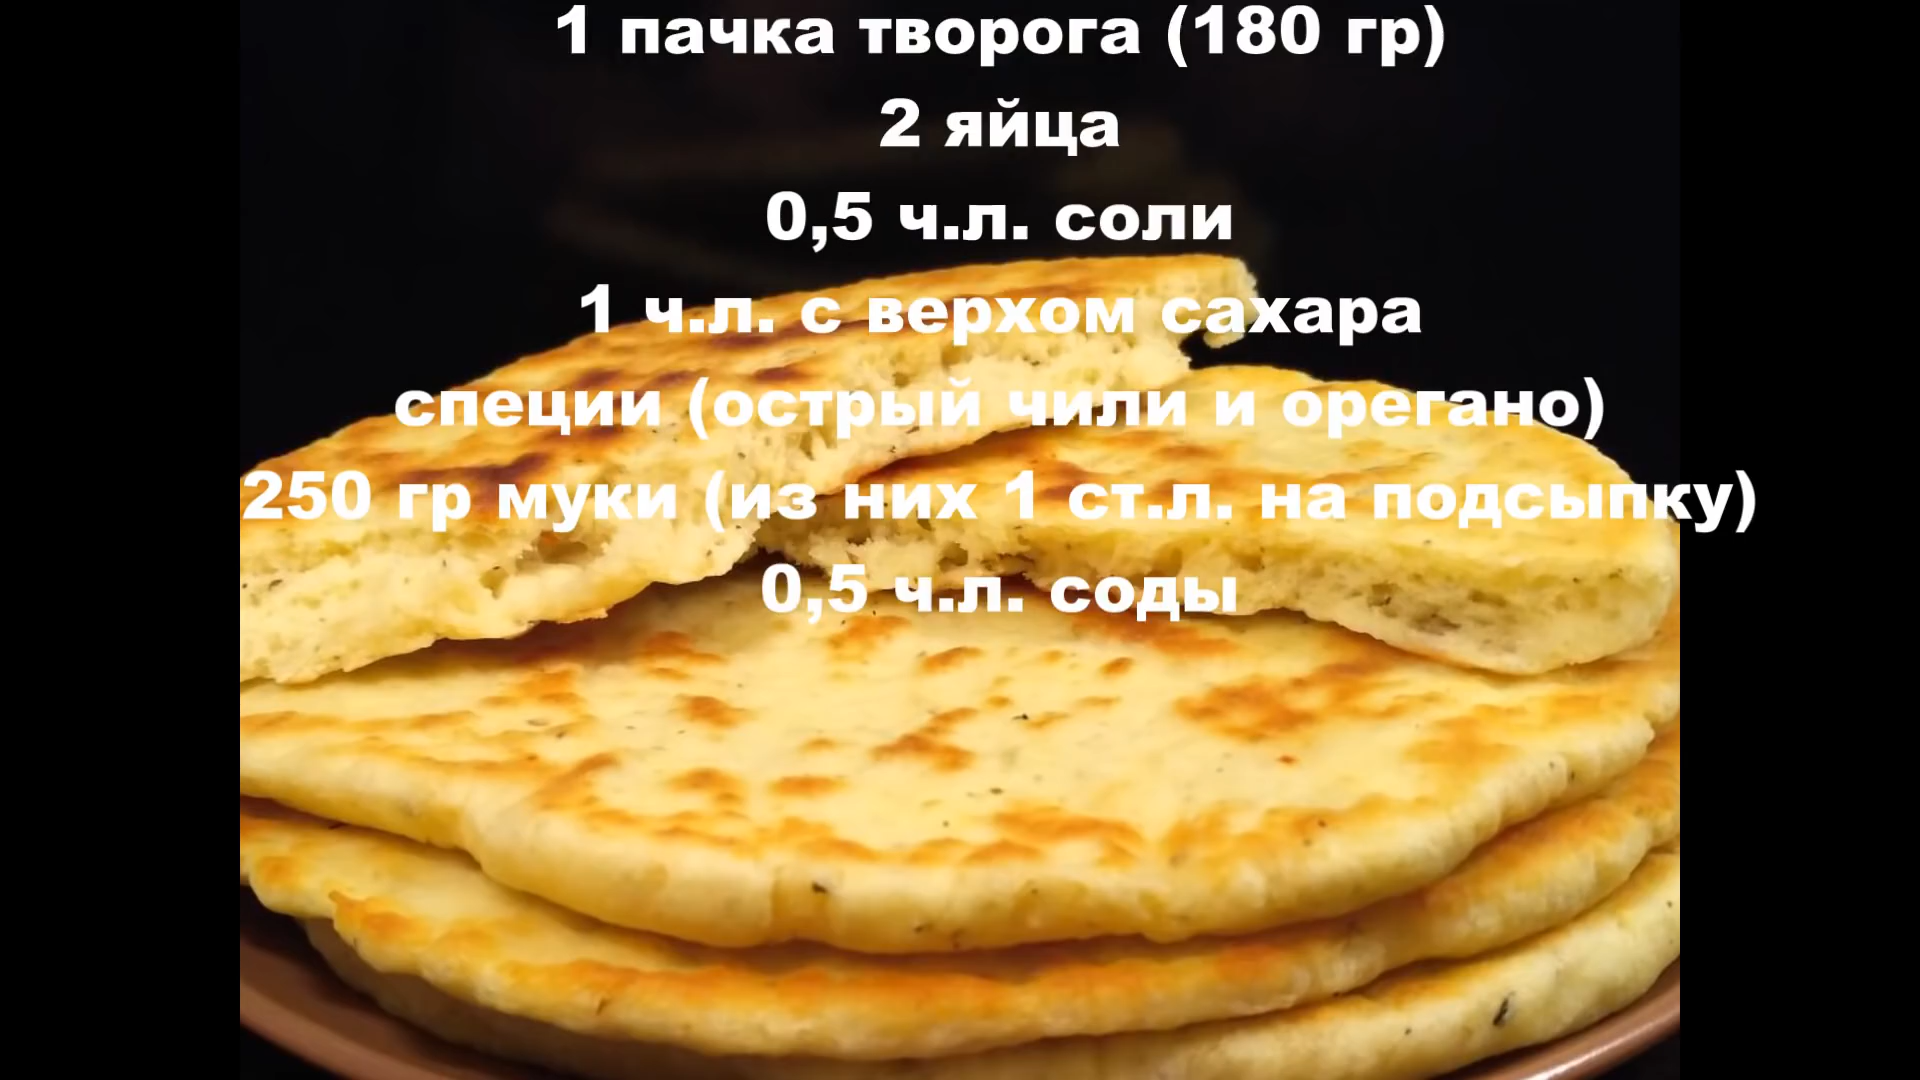 1 пачка творога (180 гр)
2 яйца
0,5 ч.л. соли
1 ч.л. с верхом сахара
специи (острый чили и орегано)
250 гр муки (из них 1 ст.л. на подсыпку)
0,5 ч.л. соды